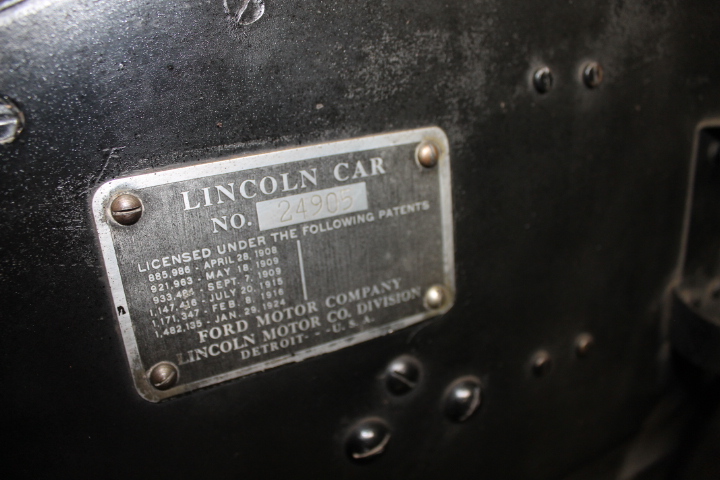 LINCOLN CAR
NO. 24905
LICENSED UNDER THE FOLLOWING PATENTS
885,986 - APRIL 28, 1908
921,963 - MAY 18, 1909
933,484 - SEPT. 7, 1909
1,147,416 - JULY 20, 1915
1,171,347 - FEB. 8, 1916
1,482,135 - JAN. 29, 1924
FORD MOTOR COMPANY
LINCOLN MOTOR CO. DIVISION
DETROIT - - U.S.A.